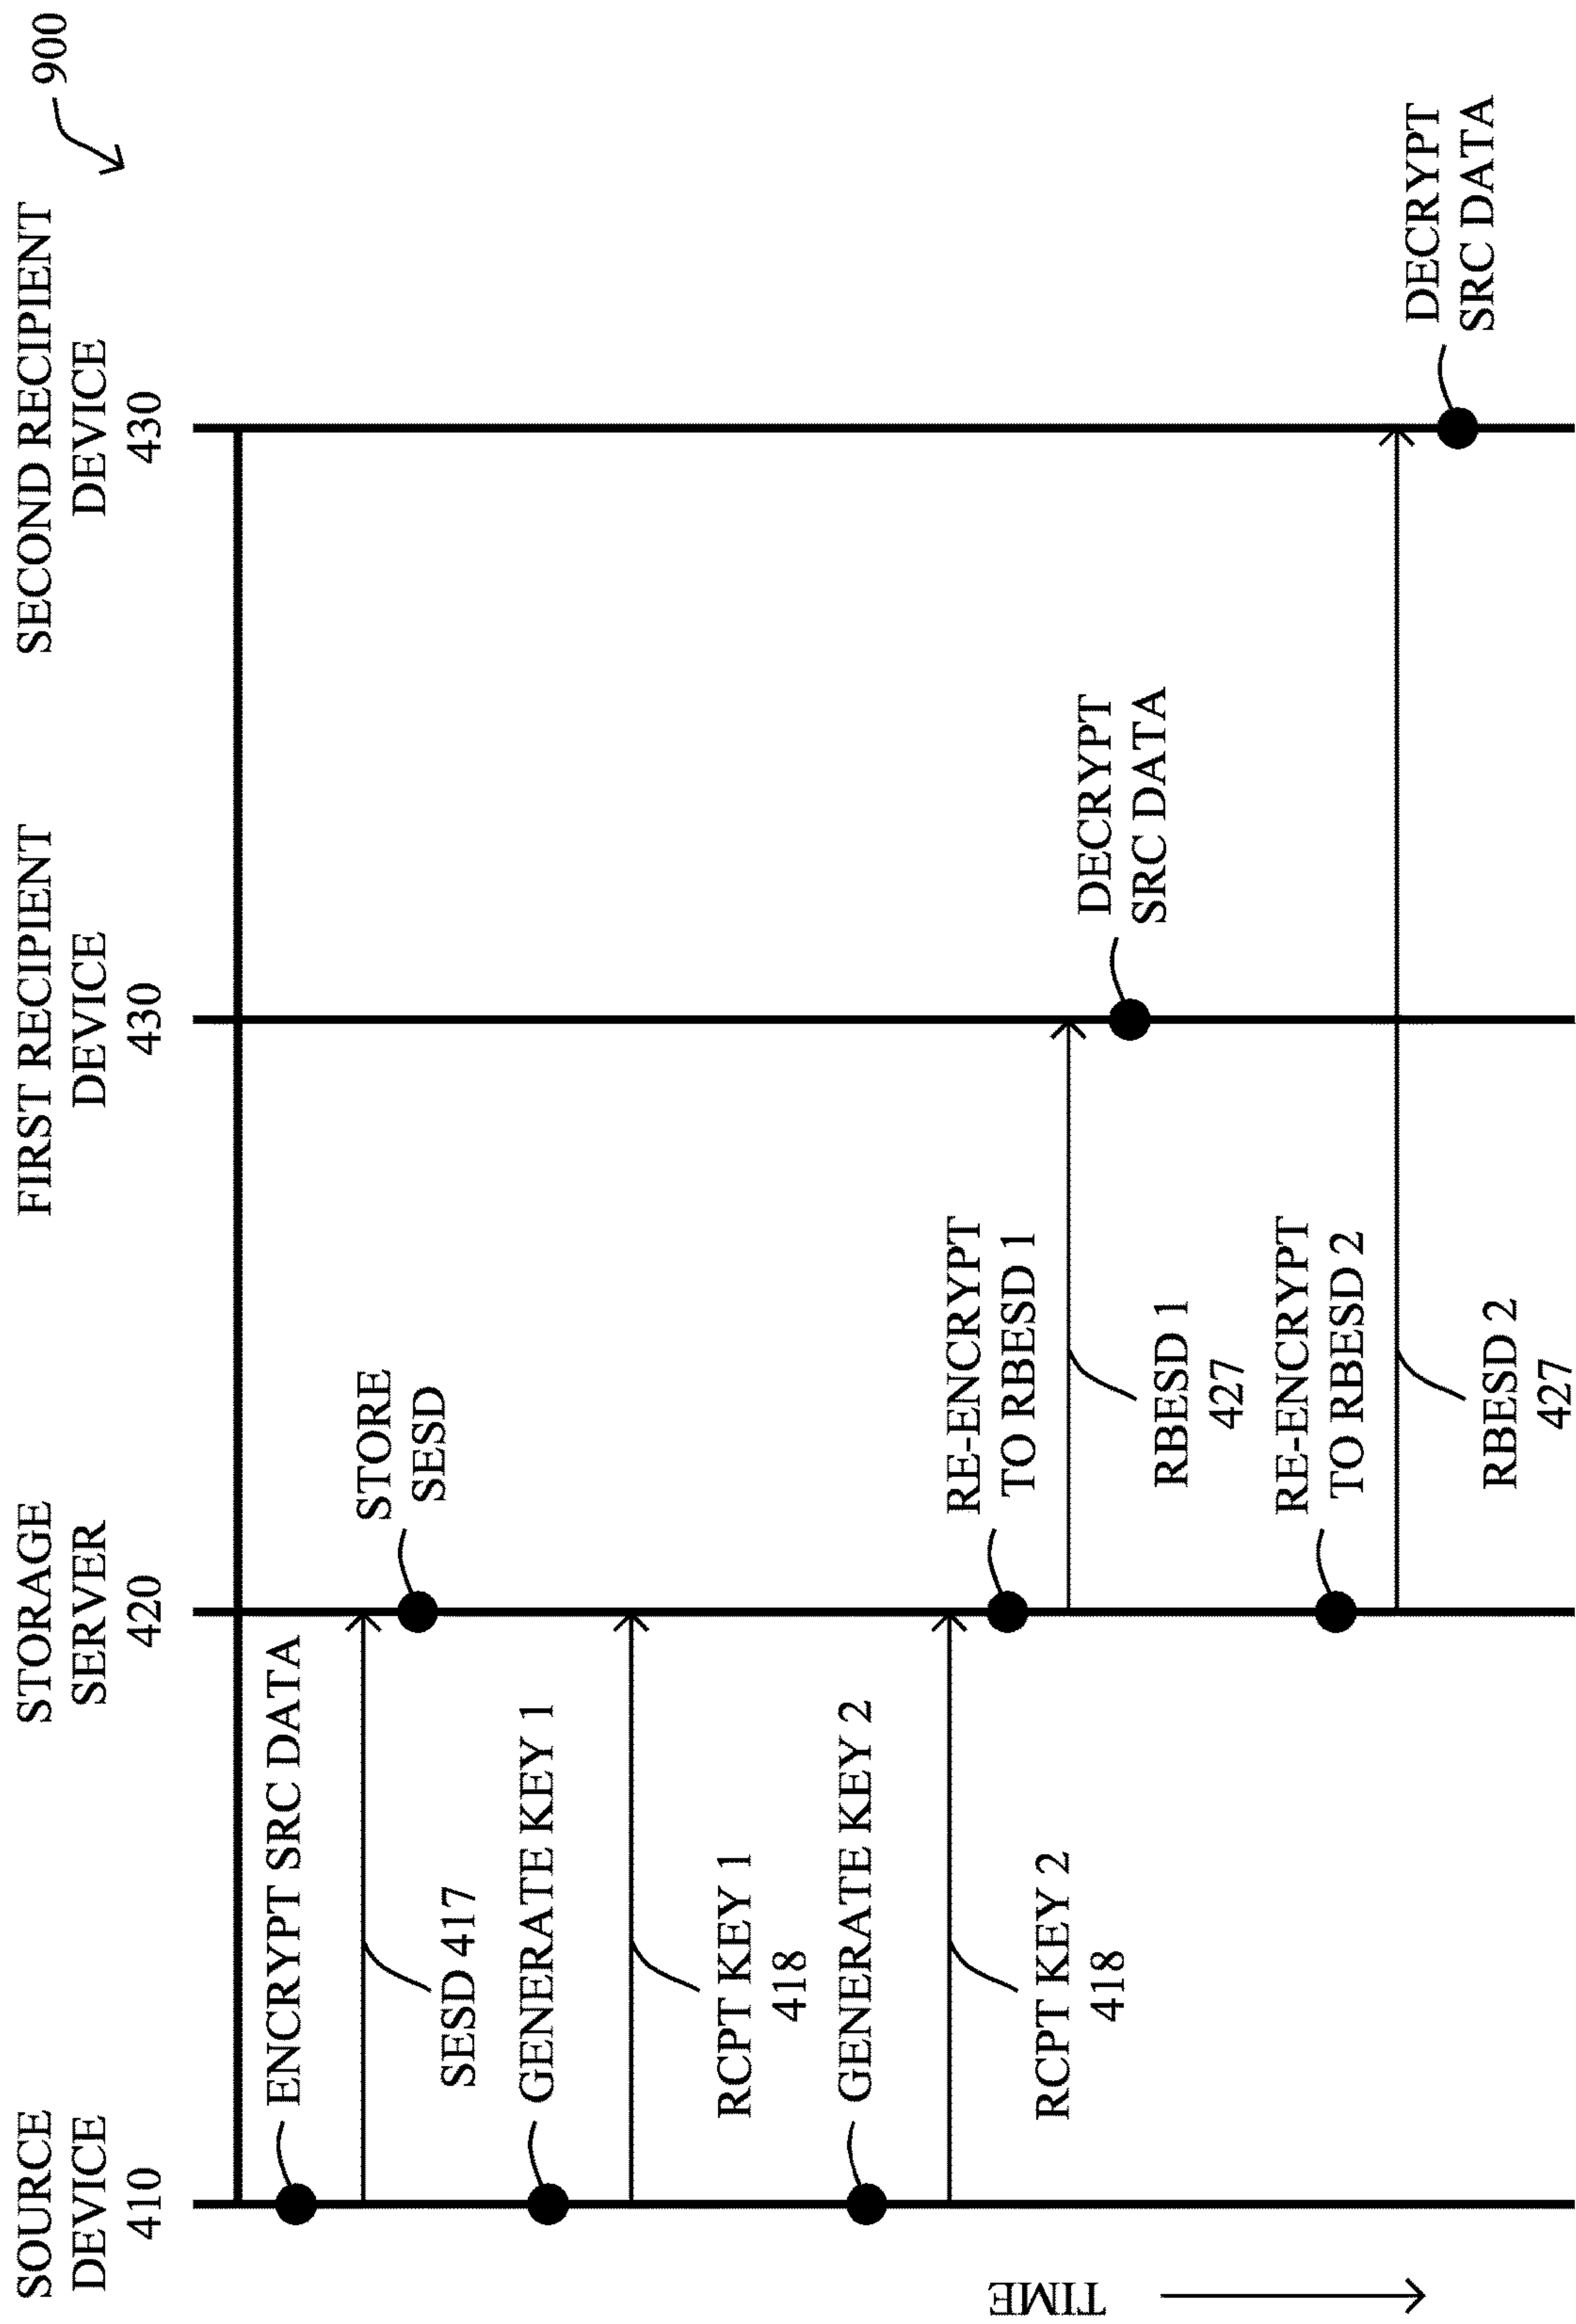 900
SOURCE
DEVICE
410
STORAGE
SERVER
420
FIRST RECIPIENT
DEVICE
430
SECOND RECIPIENT
DEVICE
430
ENCRYPT SRC DATA
SESD 417
STORE
SESD
GENERATE KEY 1
RCPT KEY 1
418
GENERATE KEY 2
RCPT KEY 2
418
RE-ENCRYPT
TO RBESD 1
RBESD 1
427
DECRYPT
SRC DATA
RE-ENCRYPT
TO RBESD 2
RBESD 2
427
DECRYPT
SRC DATA
TIME